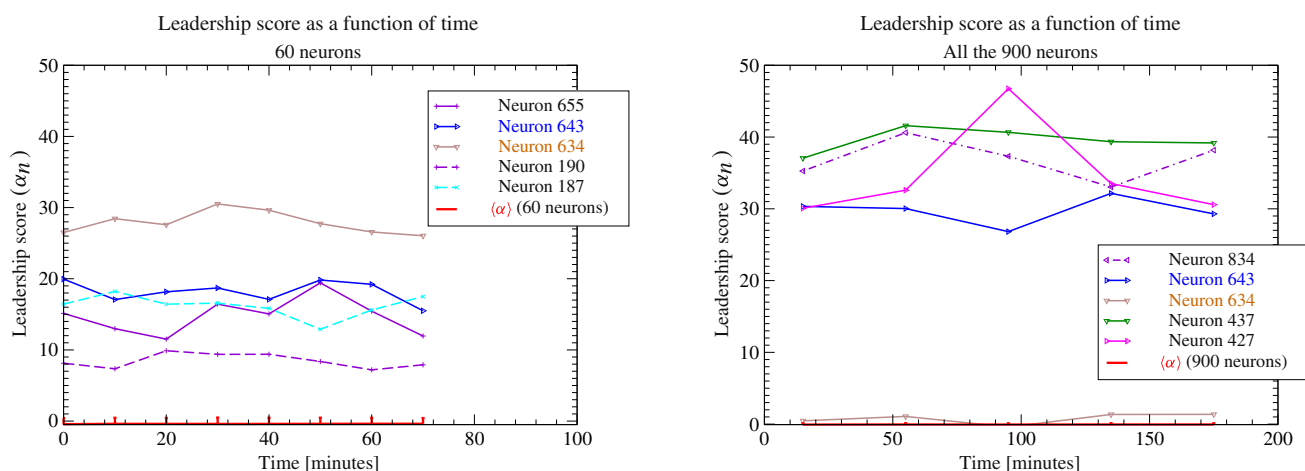 Leadership score as a function of time
60 neurons
Leadership score (αn)
50
40
30
20
10
0
0
20
40
60
80
100
Time [minutes]
Neuron 655
Neuron 643
Neuron 634
Neuron 190
Neuron 187
⟨α⟩ (60 neurons)
Leadership score as a function of time
All the 900 neurons
Leadership score (αn)
50
40
30
20
10
0
0
50
100
150
200
Time [minutes]
Neuron 834
Neuron 643
Neuron 634
Neuron 437
Neuron 427
⟨α⟩ (900 neurons)